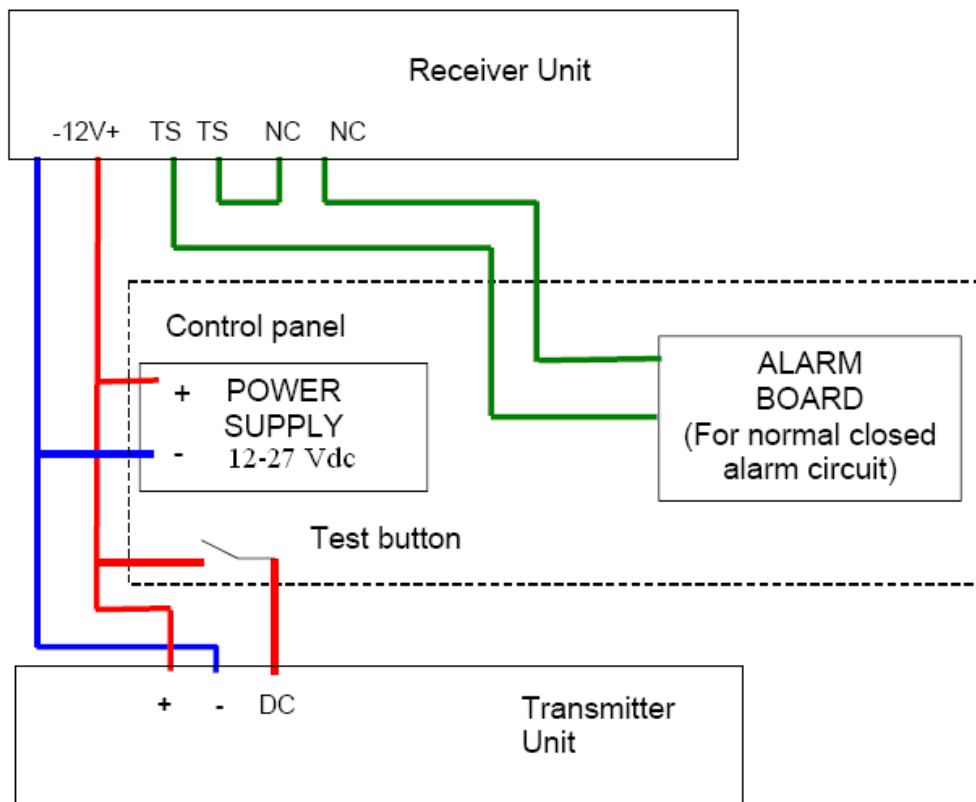 Receiver Unit
-12V+ TS TS NC NC
Control panel
+ POWER
SUPPLY
- 12-27 Vdc
ALARM
BOARD
(For normal closed
alarm circuit)
Test button
+ - DC
Transmitter
Unit